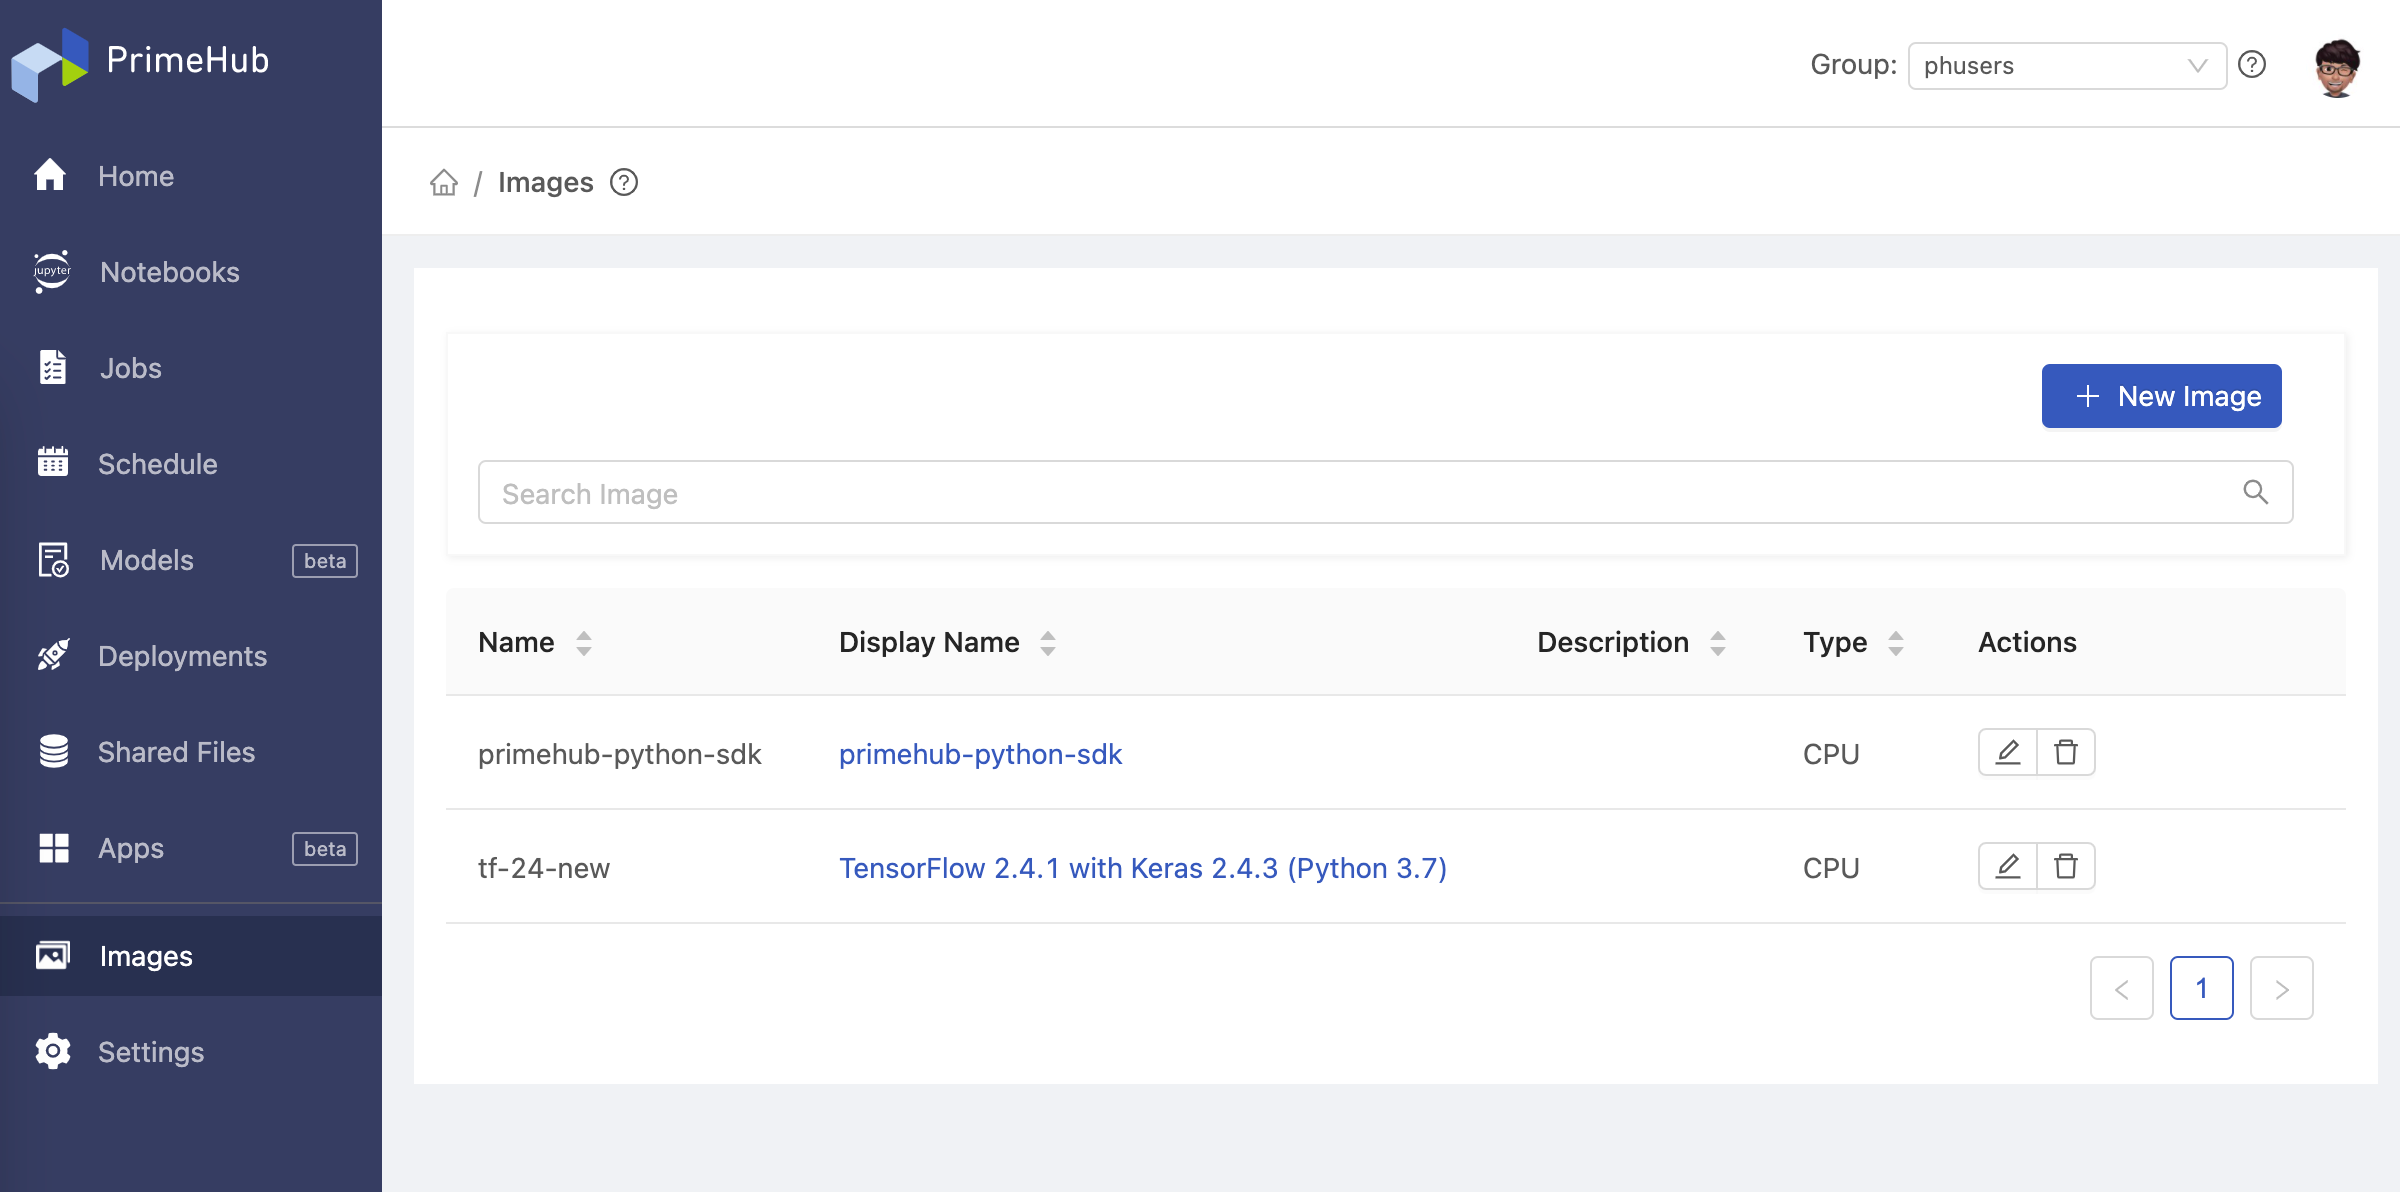 PrimeHub
Group: phusers
Home
jupyter Notebooks
Jobs
Schedule
Models beta
Deployments
Shared Files
Apps beta
Images
Settings
/ Images
+ New Image
Search Image
Name Display Name Description Type Actions
primehub-python-sdk primehub-python-sdk CPU
tf-24-new TensorFlow 2.4.1 with Keras 2.4.3 (Python 3.7) CPU
< 1 >